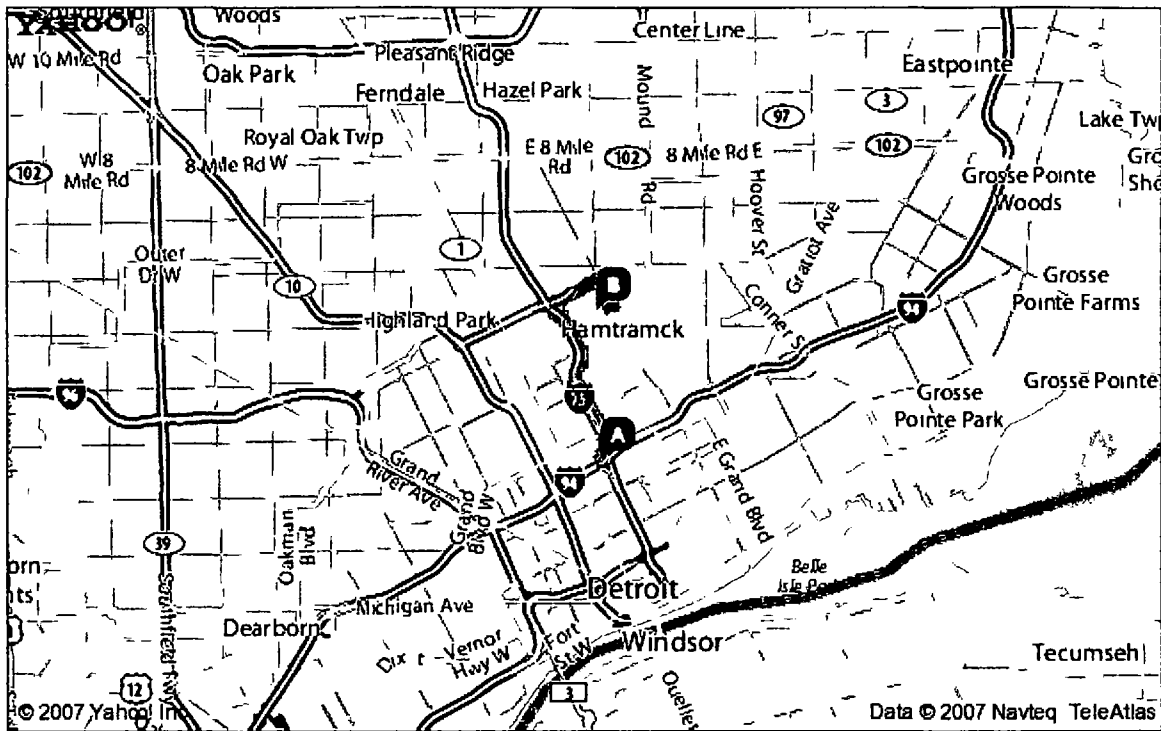 YAHOO!
Woods
Center Line
W 10 Mile Rd
Oak Park
Pleasant Ridge
Eastpointe
Ferndale
Hazel Park
Mound
Rd
97
3
Lake Twp
Royal Oak Twp
102
W 8
Mile Rd
8 Mile Rd W
E 8 Mile
Rd
102
8 Mile Rd E
102
Hoover St
Grosse Pointe
Woods
Gratiot Ave
Outer
Dr W
1
10
B
Conner St
Grosse
Pointe Farms
Highland Park
Hamtramck
94
96
Grosse
Pointe Park
Grosse Pointe
A
Grand
River Ave
94
E Grand Blvd
Grand
Blvd W
Oakman
Blvd
39
Belle
Detroit
Michigan Ave
Dearborn
Southfield Fwy
Vernor
Hwy W
Fort
St W
Windsor
Tecumseh
12
3
© 2007 Yahoo! Inc
Data © 2007 Navteq TeleAtlas